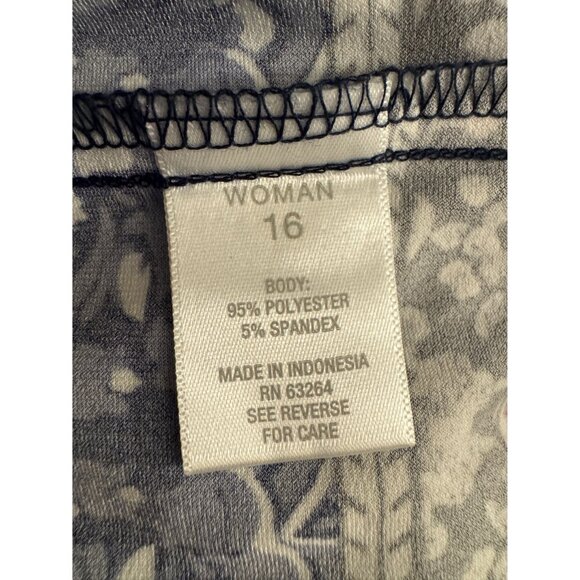 WOMAN
16
BODY:
95% POLYESTER
5% SPANDEX
MADE IN INDONESIA
RN 63264
SEE REVERSE
FOR CARE